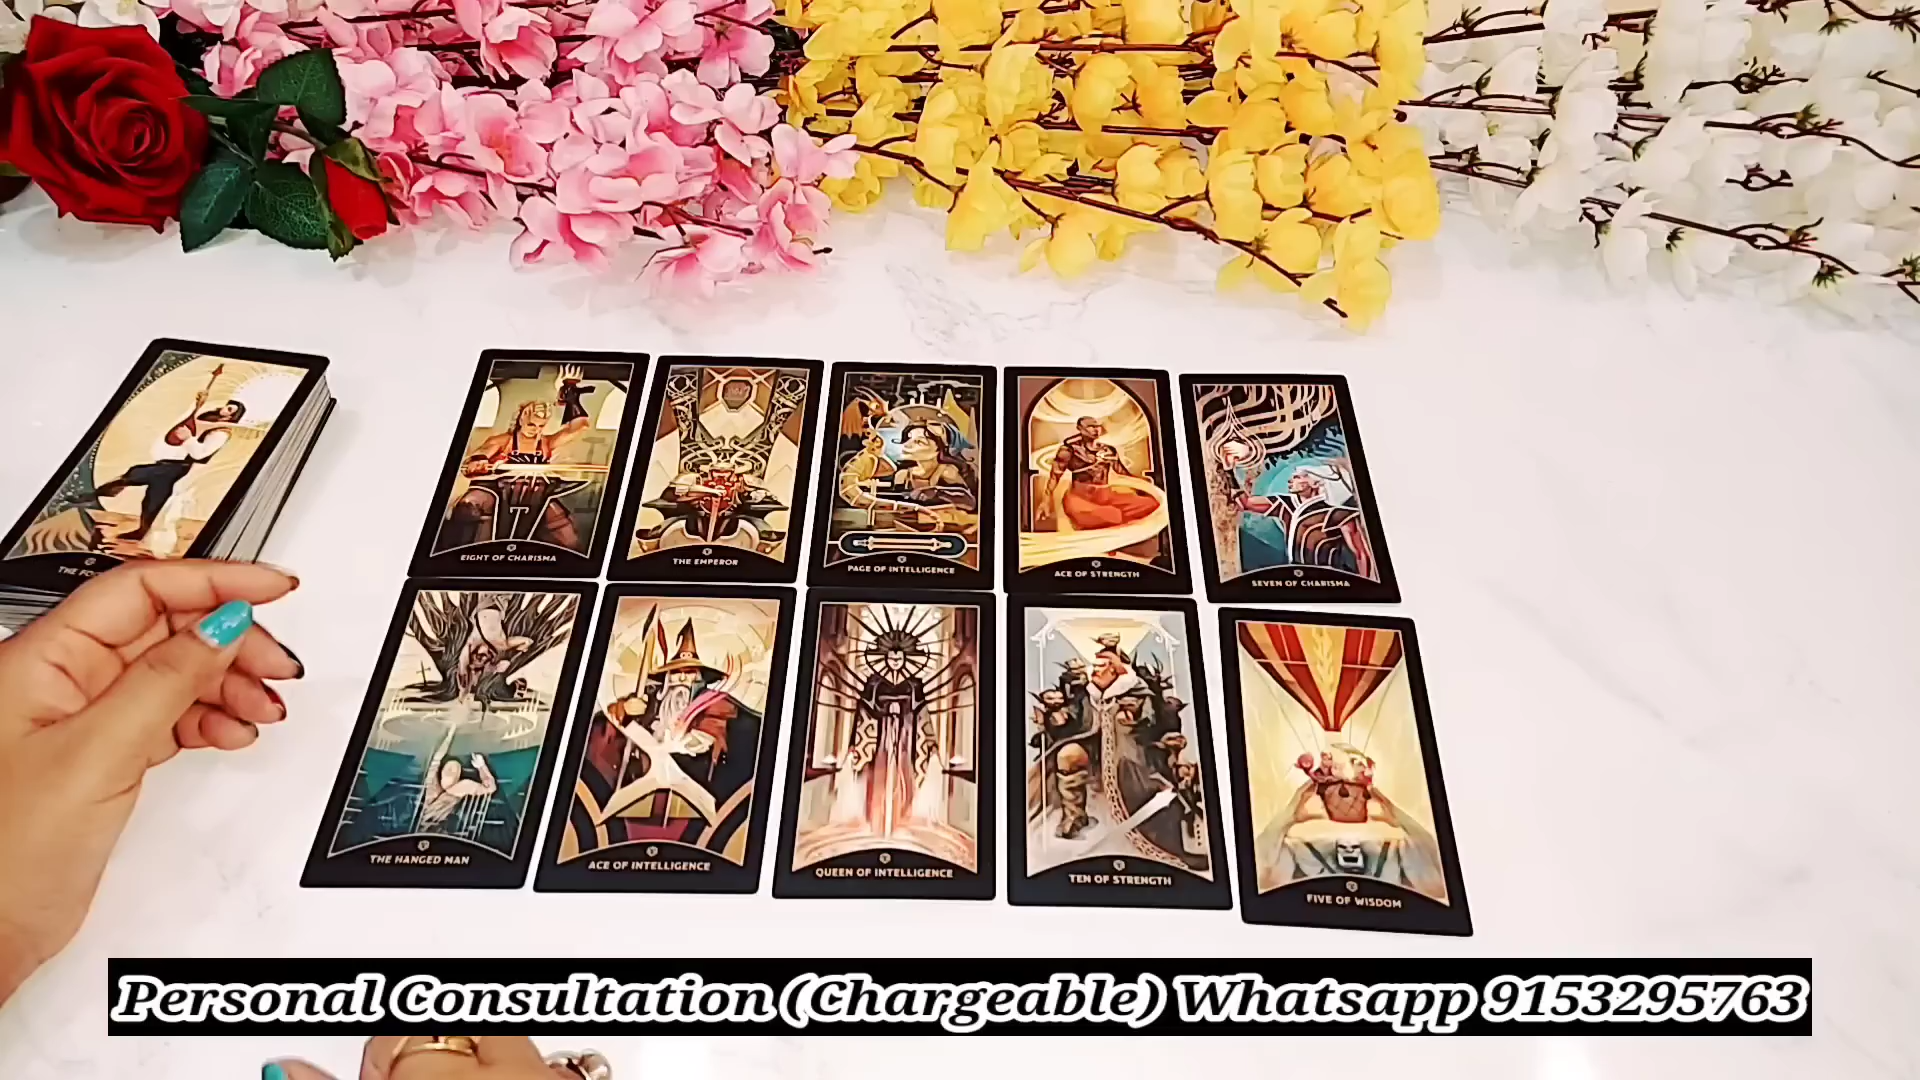 EIGHT OF CHARISMA
THE EMPEROR
PAGE OF INTELLIGENCE
ACE OF STRENGTH
SEVEN OF CHARISMA
THE
THE HANGED MAN
ACE OF INTELLIGENCE
QUEEN OF INTELLIGENCE
TEN OF STRENGTH
FIVE OF WISDOM
Personal Consultation (Chargeable) Whatsapp 9153295763